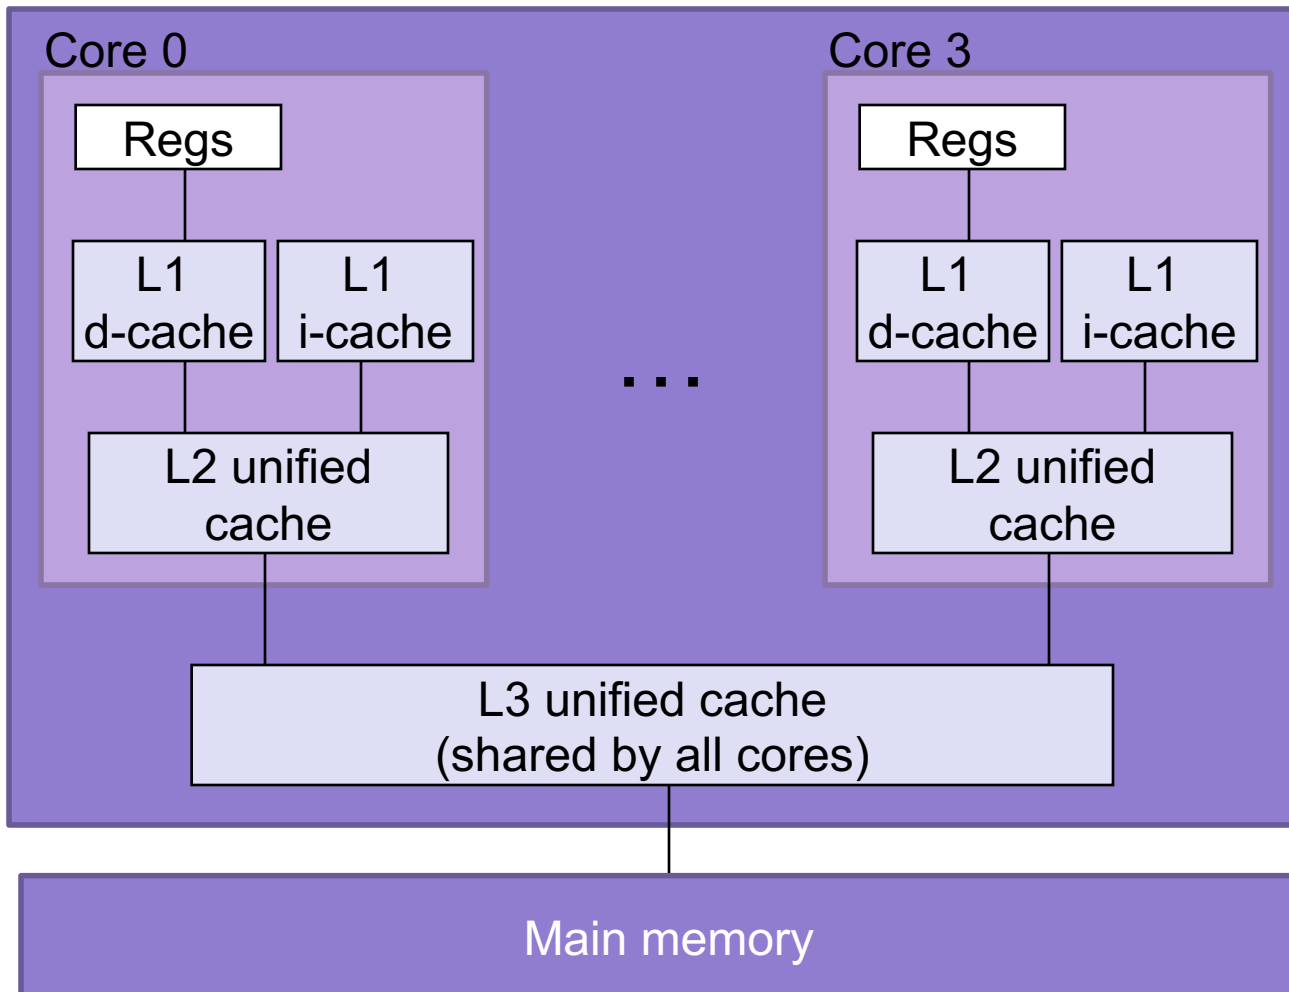 Core 0
Regs
L1
d-cache
L1
i-cache
L2 unified
cache
...
Core 3
Regs
L1
d-cache
L1
i-cache
L2 unified
cache
L3 unified cache
(shared by all cores)
Main memory